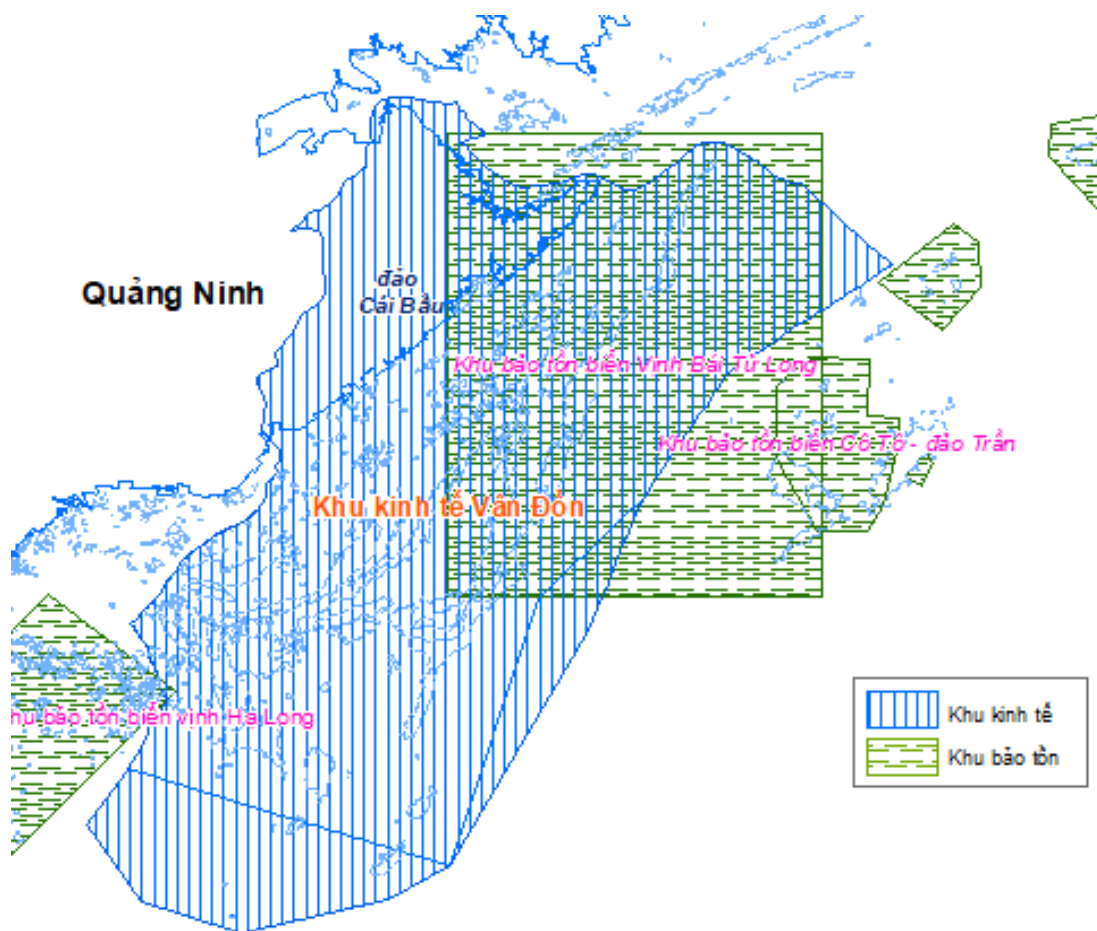 đảo
Cái Bầu
Quảng Ninh
Khu bảo tồn biển Vịnh Bái Tử Long
Khu bảo tồn biển Cô Tô - đảo Trần
Khu kinh tế Vân Đồn
hu bảo tồn biển vịnh Hạ Long
Khu kinh tế
Khu bảo tồn